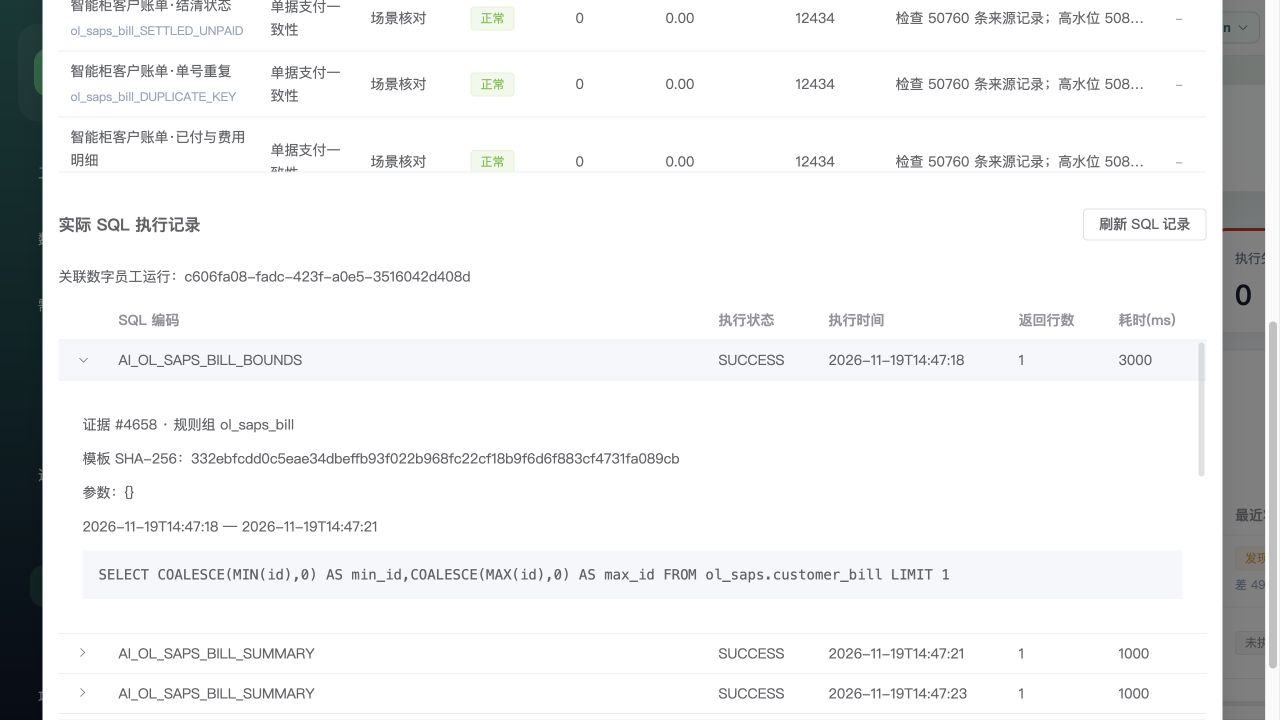 智能柜客户账单·结清状态
ol_saps_bill_SETTLED_UNPAID
单据支付一
致性
场景核对
正常
0
0.00
12434
检查 50760 条来源记录；高水位 508...
–
智能柜客户账单·单号重复
ol_saps_bill_DUPLICATE_KEY
单据支付一
致性
场景核对
正常
0
0.00
12434
检查 50760 条来源记录；高水位 508...
–
智能柜客户账单·已付与费用
明细
单据支付一
致性
场景核对
正常
0
0.00
12434
检查 50760 条来源记录；高水位 508...
–
实际 SQL 执行记录
刷新 SQL 记录
关联数字员工运行：c606fa08-fadc-423f-a0e5-3516042d408d
SQL 编码 执行状态 执行时间 返回行数 耗时(ms)
AI_OL_SAPS_BILL_BOUNDS SUCCESS 2026-11-19T14:47:18 1 3000
证据 #4658 · 规则组 ol_saps_bill
模板 SHA-256：332ebfcdd0c5eae34dbeffb93f022b968fc22cf18b9f6d6f883cf4731fa089cb
参数：{}
2026-11-19T14:47:18 — 2026-11-19T14:47:21
SELECT COALESCE(MIN(id),0) AS min_id,COALESCE(MAX(id),0) AS max_id FROM ol_saps.customer_bill LIMIT 1
AI_OL_SAPS_BILL_SUMMARY SUCCESS 2026-11-19T14:47:21 1 1000
AI_OL_SAPS_BILL_SUMMARY SUCCESS 2026-11-19T14:47:23 1 1000
n
执行
0
最近
发现
差 49
未执